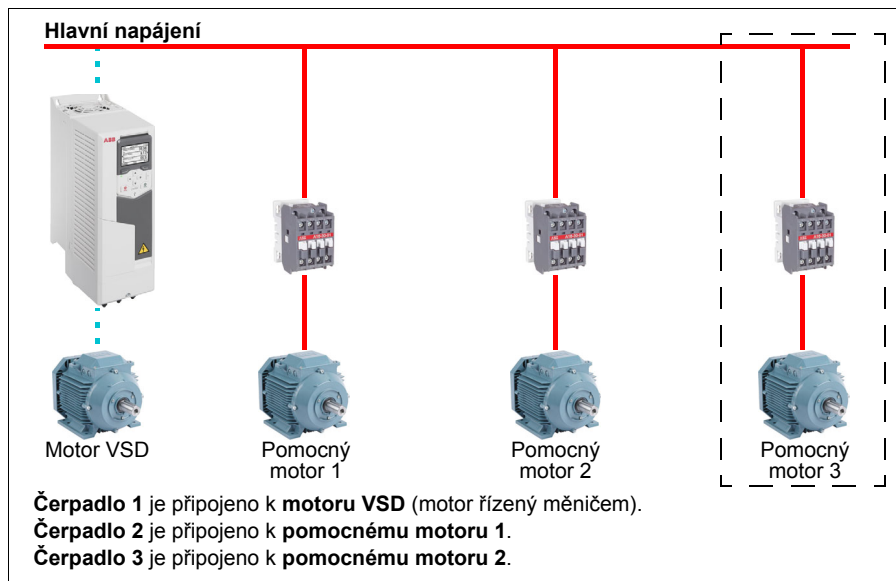 Hlavní napájení
ABB
Motor VSD
Pomocný
motor 1
Pomocný
motor 2
Pomocný
motor 3
Čerpadlo 1 je připojeno k motoru VSD (motor řízený měničem).
Čerpadlo 2 je připojeno k pomocnému motoru 1.
Čerpadlo 3 je připojeno k pomocnému motoru 2.